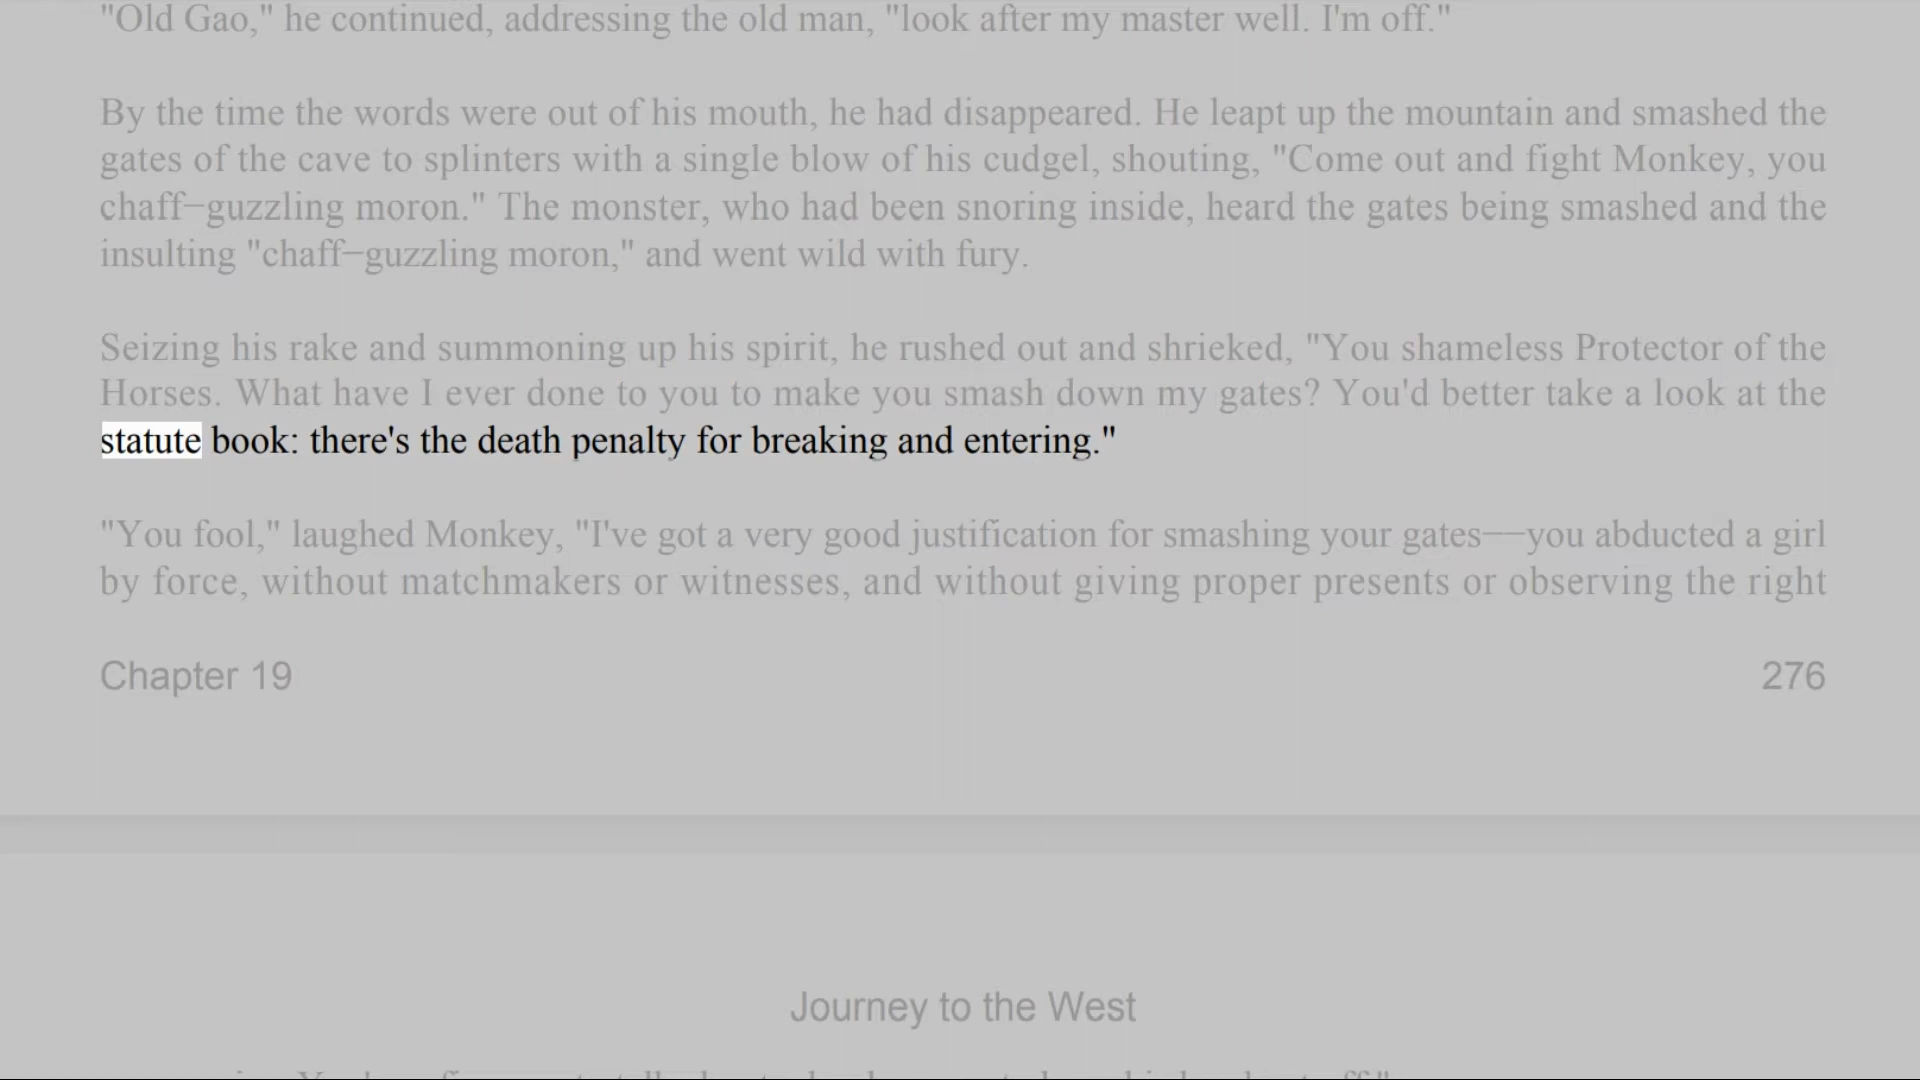 "Old Gao," he continued, addressing the old man, "look after my master well. I'm off."
By the time the words were out of his mouth, he had disappeared. He leapt up the mountain and smashed the
gates of the cave to splinters with a single blow of his cudgel, shouting, "Come out and fight Monkey, you
chaff−guzzling moron." The monster, who had been snoring inside, heard the gates being smashed and the
insulting "chaff−guzzling moron," and went wild with fury.
Seizing his rake and summoning up his spirit, he rushed out and shrieked, "You shameless Protector of the
Horses. What have I ever done to you to make you smash down my gates? You'd better take a look at the
statute book: there's the death penalty for breaking and entering."
"You fool," laughed Monkey, "I've got a very good justification for smashing your gates−−you abducted a girl
by force, without matchmakers or witnesses, and without giving proper presents or observing the right
Chapter 19 276
Journey to the West